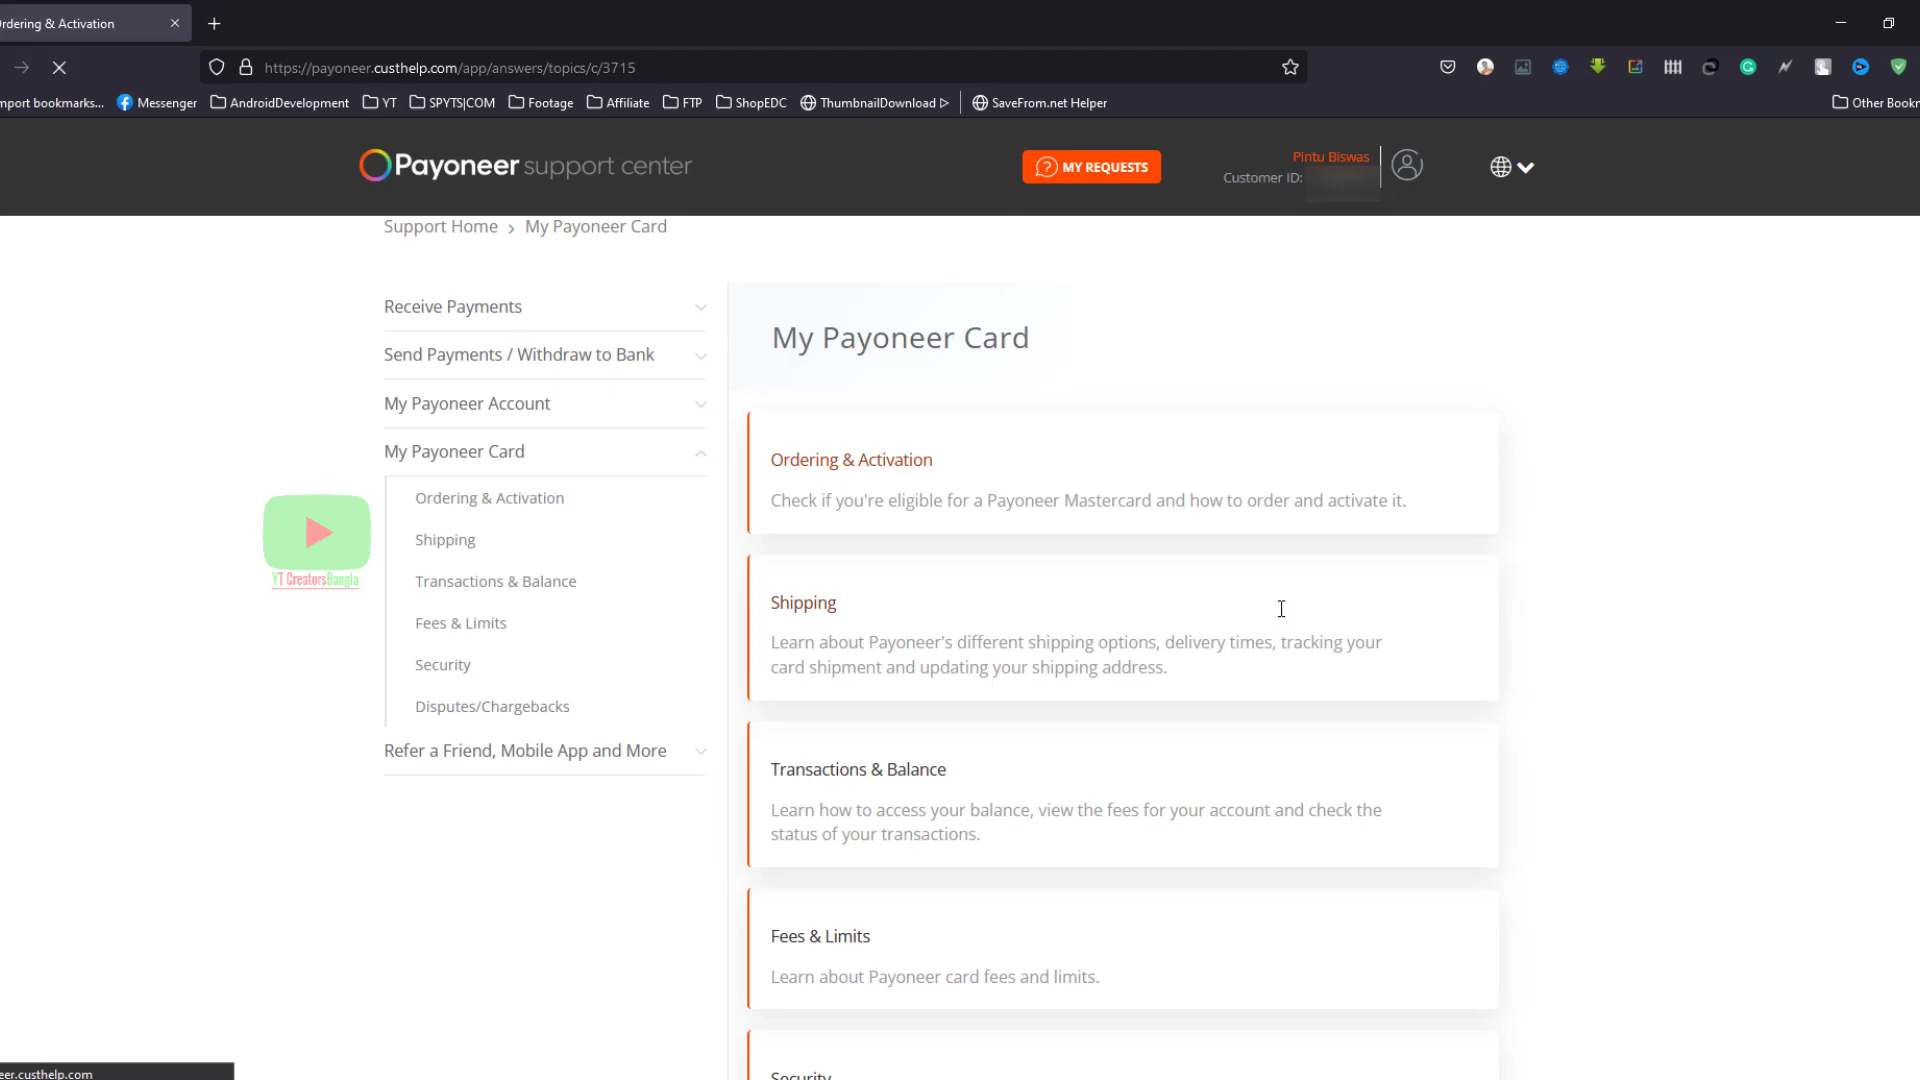 rdering & Activation
https://payoneer.custhelp.com/app/answers/topics/c/3715
mport bookmarks... Messenger AndroidDevelopment YT SPYTS|COM Footage Affiliate FTP ShopEDC ThumbnailDownload ▷ SaveFrom.net Helper Other Bookn
Payoneer support center
MY REQUESTS
Pintu Biswas
Customer ID:
Support Home > My Payoneer Card
Receive Payments
Send Payments / Withdraw to Bank
My Payoneer Account
My Payoneer Card
Ordering & Activation
Shipping
Transactions & Balance
Fees & Limits
Security
Disputes/Chargebacks
Refer a Friend, Mobile App and More
YT CreatorsBangla
My Payoneer Card
Ordering & Activation
Check if you're eligible for a Payoneer Mastercard and how to order and activate it.
Shipping
Learn about Payoneer's different shipping options, delivery times, tracking your
card shipment and updating your shipping address.
Transactions & Balance
Learn how to access your balance, view the fees for your account and check the
status of your transactions.
Fees & Limits
Learn about Payoneer card fees and limits.
Security
eer.custhelp.com